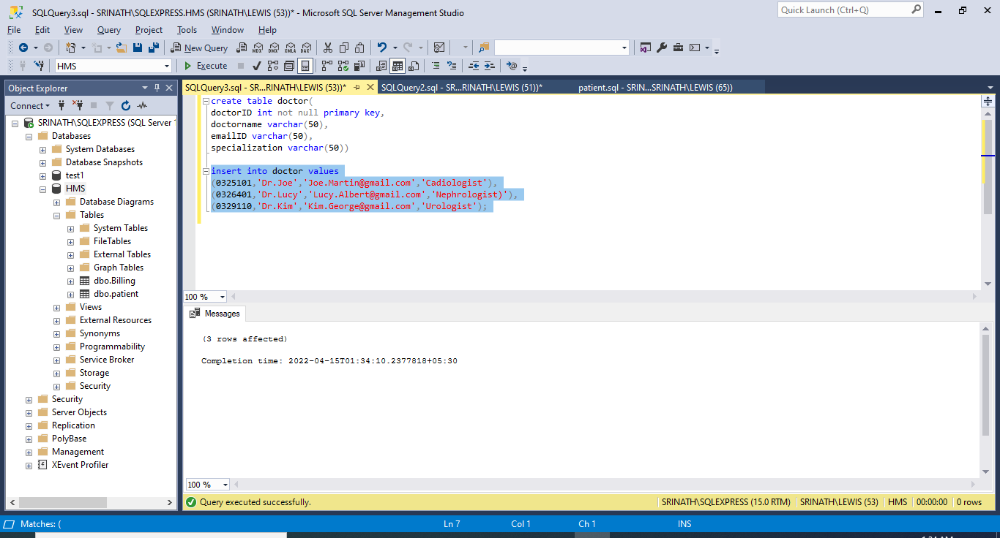 SQLQuery3.sql - SRINATH\SQLEXPRESS.HMS (SRINATH\LEWIS (53))* - Microsoft SQL Server Management Studio
Quick Launch (Ctrl+Q)
File Edit View Query Project Tools Window Help
New Query MDX DMX XMLA DAX
HMS Execute
Object Explorer
Connect
SRINATH\SQLEXPRESS (SQL Server
Databases
System Databases
Database Snapshots
test1
HMS
Database Diagrams
Tables
System Tables
FileTables
External Tables
Graph Tables
dbo.Billing
dbo.patient
Views
External Resources
Synonyms
Programmability
Service Broker
Storage
Security
Security
Server Objects
Replication
PolyBase
Management
XEvent Profiler
SQLQuery3.sql - SR...RINATH\LEWIS (53))* SQLQuery2.sql - SR...RINATH\LEWIS (51))* patient.sql - SRIN...SRINATH\LEWIS (65))
create table doctor(
doctorID int not null primary key,
doctorname varchar(50),
emailID varchar(50),
specialization varchar(50))
insert into doctor values
(0325101,'Dr.Joe','Joe.Martin@gmail.com','Cadiologist'),
(0326401,'Dr.Lucy','Lucy.Albert@gmail.com','Nephrologist)'),
(0329110,'Dr.Kim','Kim.George@gmail.com','Urologist');
100 %
Messages
(3 rows affected)
Completion time: 2022-04-15T01:34:10.2377818+05:30
100 %
Query executed successfully. SRINATH\SQLEXPRESS (15.0 RTM) SRINATH\LEWIS (53) HMS 00:00:00 0 rows
Matches: ( Ln 7 Col 1 Ch 1 INS